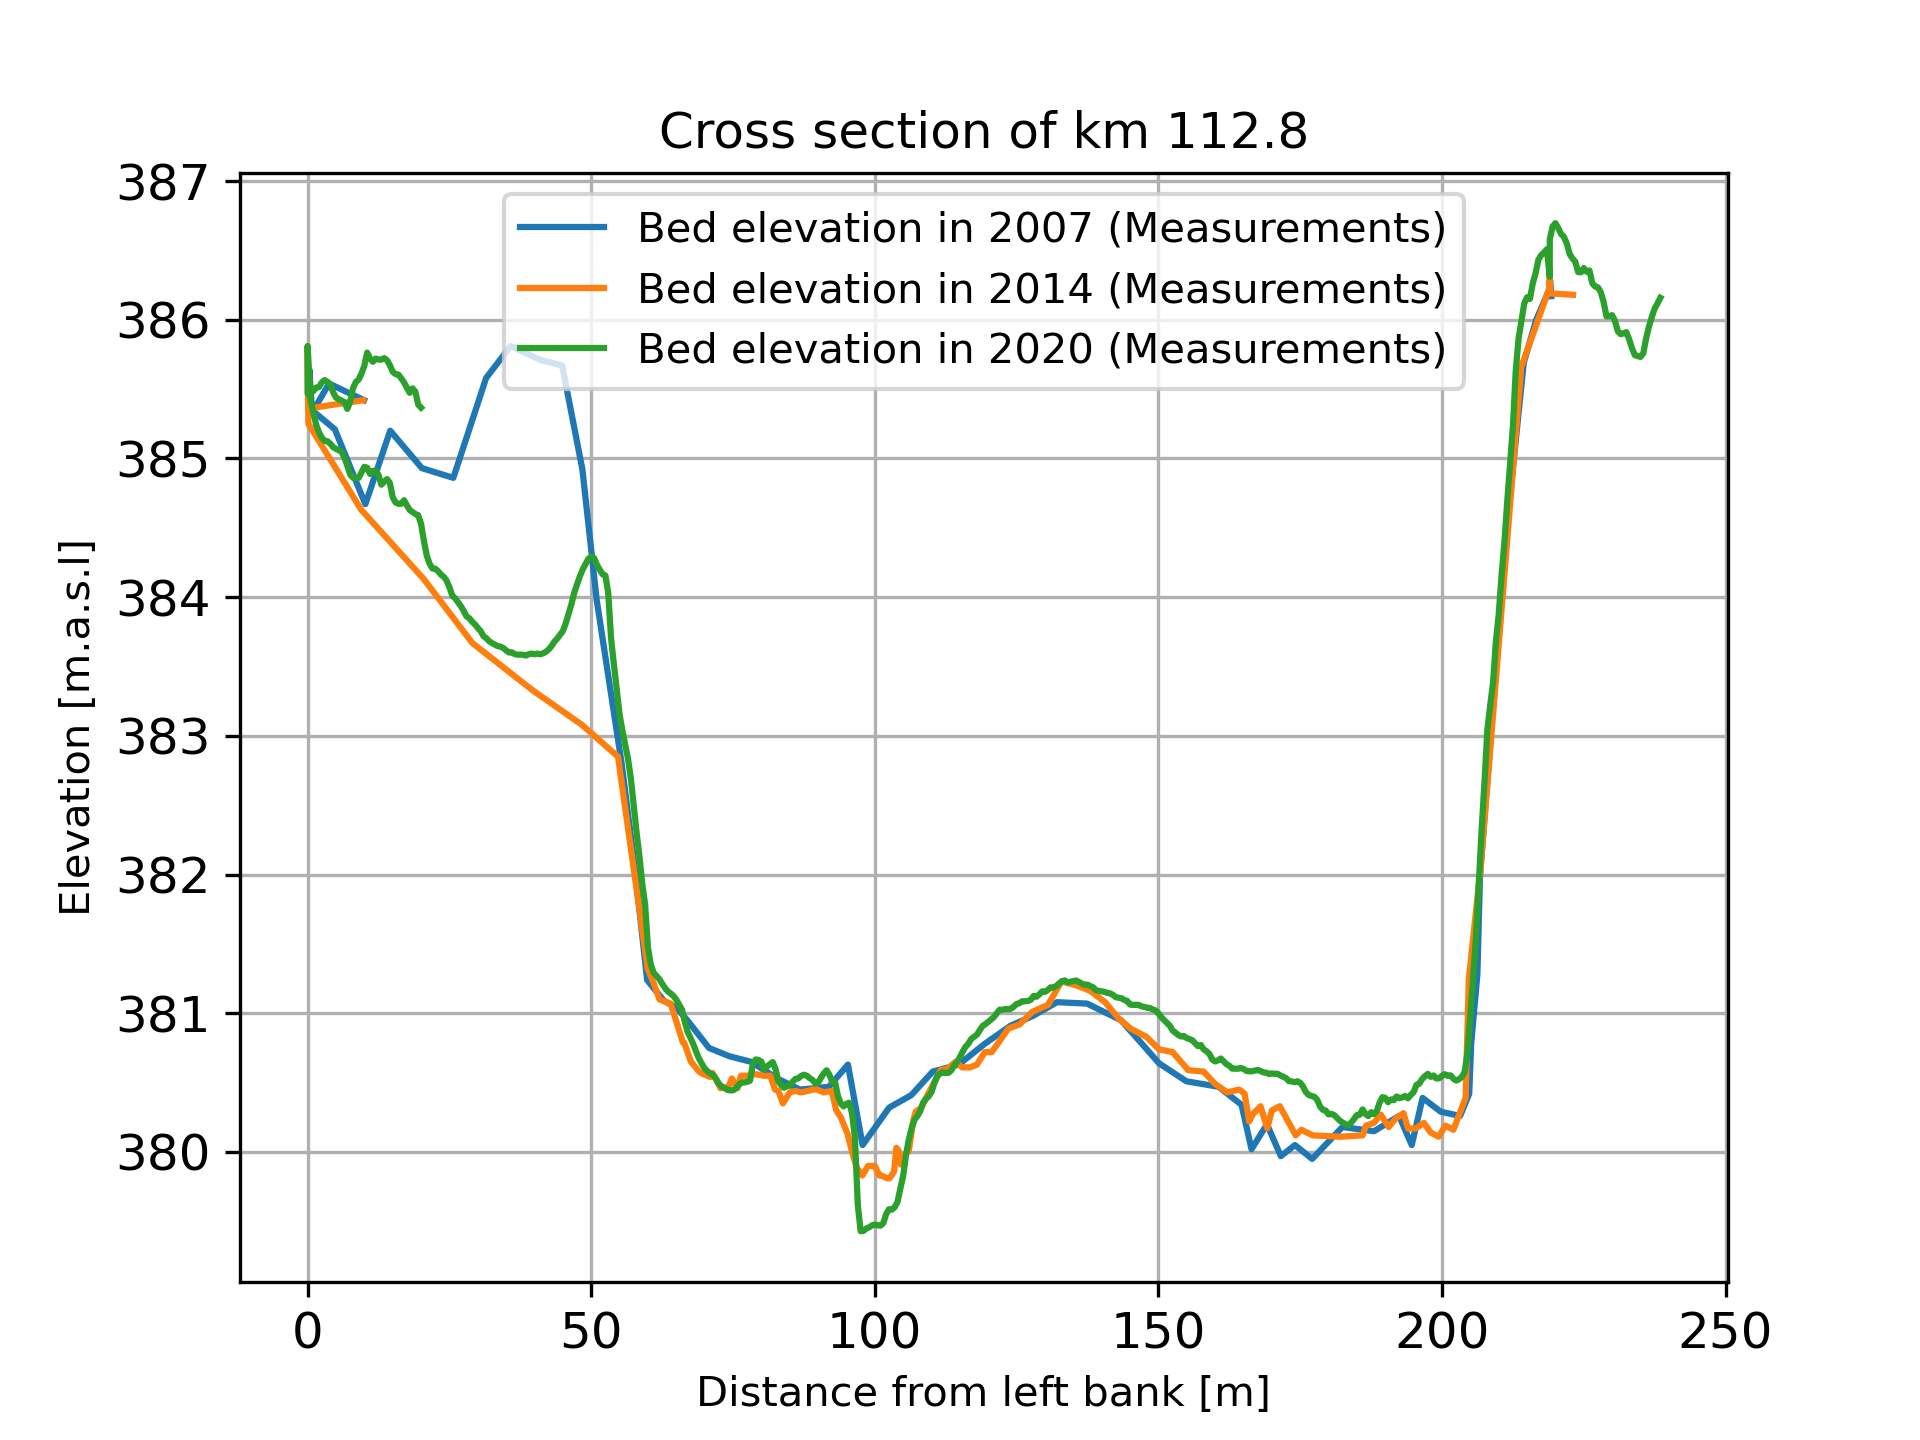 Cross section of km 112.8
Bed elevation in 2007 (Measurements)
Bed elevation in 2014 (Measurements)
Bed elevation in 2020 (Measurements)
Elevation [m.a.s.l]
387
386
385
384
383
382
381
380
0 50 100 150 200 250
Distance from left bank [m]